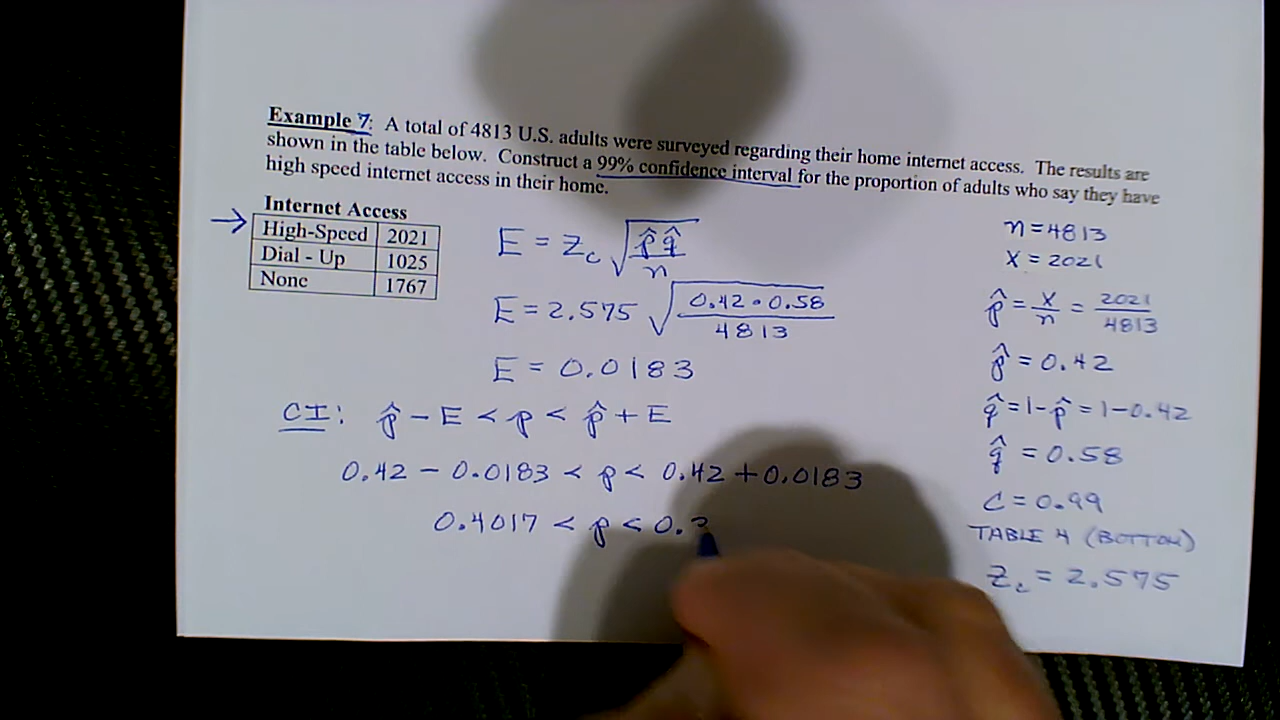 Example 7: A total of 4813 U.S. adults were surveyed regarding their home internet access. The results are
shown in the table below. Construct a 99% confidence interval for the proportion of adults who say they have
high speed internet access in their home.
Internet Access
→ High-Speed 2021
Dial - Up 1025
None 1767
E = z_c √(p̂ q̂ / n)
E = 2.575 √(0.42 • 0.58 / 4813)
E = 0.0183
CI: p̂ − E < p < p̂ + E
0.42 − 0.0183 < p < 0.42 + 0.0183
0.4017 < p < 0.
n = 4813
x = 2021
p̂ = x/n = 2021/4813
p̂ = 0.42
q̂ = 1 − p̂ = 1 − 0.42
q̂ = 0.58
C = 0.99
TABLE 4 (BOTTOM)
z_c = 2.575